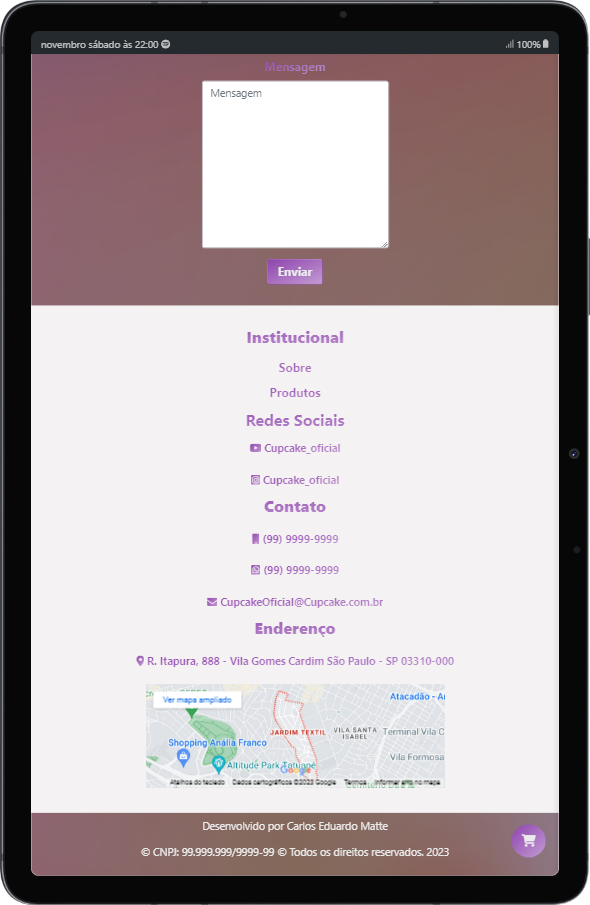 novembro sábado às 22:00
100%
Mensagem
Mensagem
Enviar
Institucional
Sobre
Produtos
Redes Sociais
Cupcake_oficial
Cupcake_oficial
Contato
(99) 9999-9999
(99) 9999-9999
CupcakeOficial@Cupcake.com.br
Enderenço
R. Itapura, 888 - Vila Gomes Cardim São Paulo - SP 03310-000
Ver mapa ampliado
Atacadão - A
JARDIM TEXTIL
VILA SANTA
ISABEL
Terminal Vila C
Shopping Anália Franco
Vila Formosa
Altitude Park Tatuapé
Google
Atalhos do teclado
Dados cartográficos ©2023 Google
Termos
Informar erro no mapa
Desenvolvido por Carlos Eduardo Matte
© CNPJ: 99.999.999/9999-99 © Todos os direitos reservados. 2023